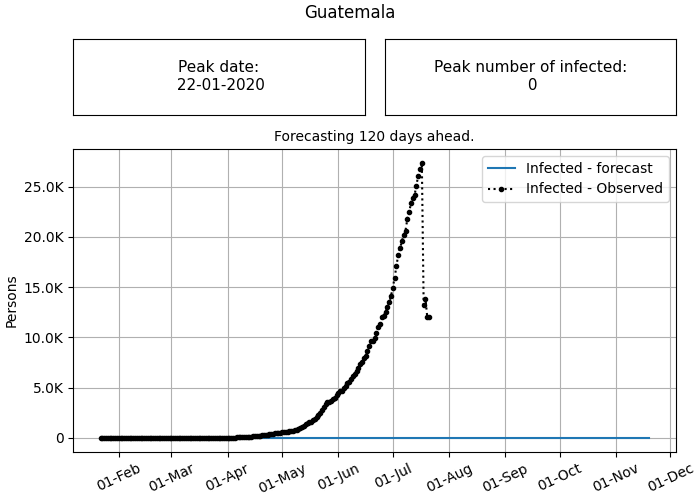 Guatemala
Peak date:
22-01-2020
Peak number of infected:
0
Forecasting 120 days ahead.
Infected - forecast
Infected - Observed
Persons
25.0K
20.0K
15.0K
10.0K
5.0K
0
01-Feb
01-Mar
01-Apr
01-May
01-Jun
01-Jul
01-Aug
01-Sep
01-Oct
01-Nov
01-Dec